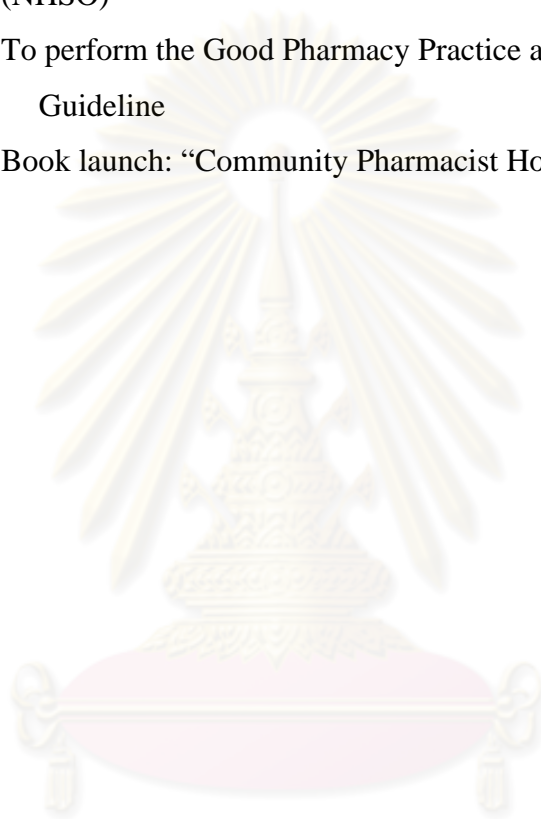 (NHSO)
To perform the Good Pharmacy Practice a
Guideline
Book launch: “Community Pharmacist Ho